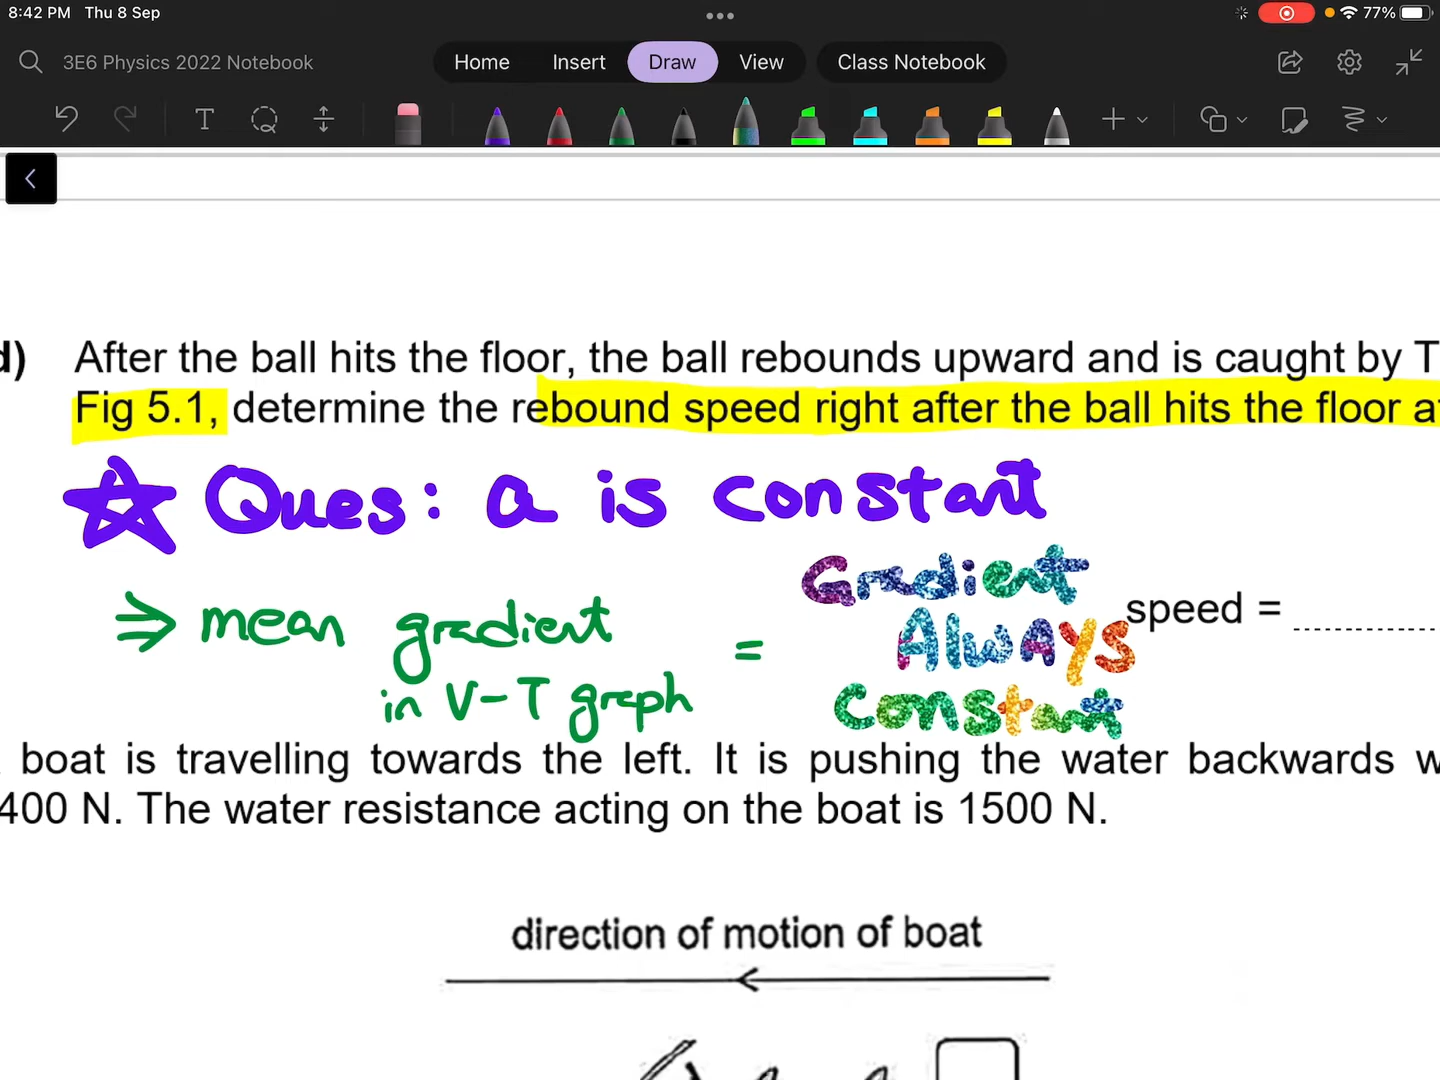 8:42 PM Thu 8 Sep
77%
3E6 Physics 2022 Notebook
Home Insert Draw View Class Notebook
d) After the ball hits the floor, the ball rebounds upward and is caught by T
Fig 5.1, determine the rebound speed right after the ball hits the floor a
Ques: a is constant
Gradient
⇒ mean gradient = Always speed =
in V-T graph Constant
boat is travelling towards the left. It is pushing the water backwards w
400 N. The water resistance acting on the boat is 1500 N.
direction of motion of boat